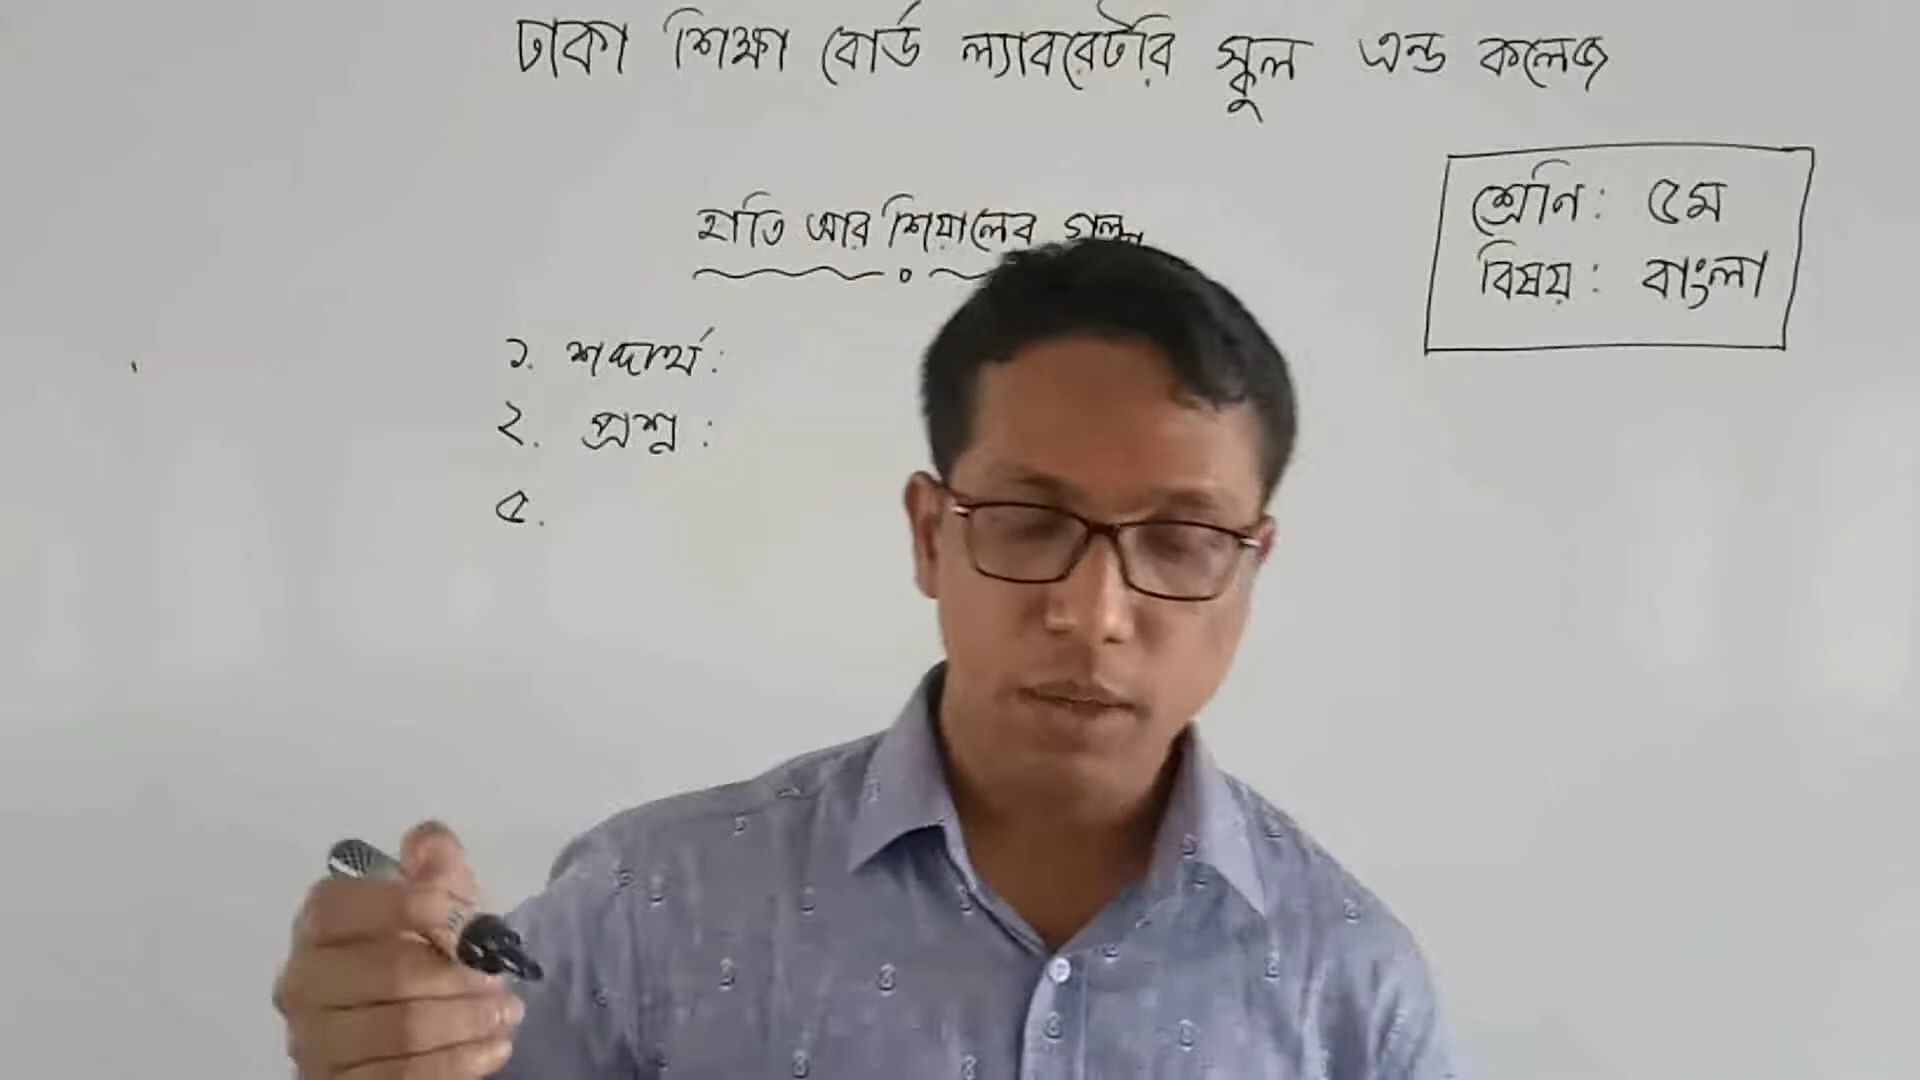 ঢাকা শিক্ষা বোর্ড ল্যাবরেটরি স্কুল এন্ড কলেজ
শ্রেণি: ৫ম
বিষয়: বাংলা
হাতি আর শিয়ালের গল্প
১. শব্দার্থ:
২. প্রশ্ন:
৫.